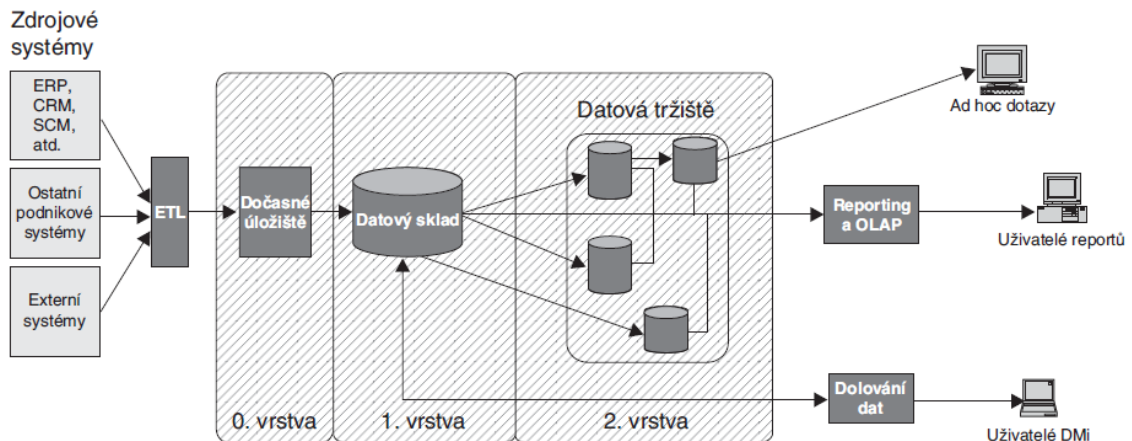 Zdrojové
systémy
ERP,
CRM,
SCM,
atd.
Ostatní
podnikové
systémy
Externí
systémy
ETL
Dočasné
úložiště
Datový sklad
Datová tržiště
Ad hoc dotazy
Reporting
a OLAP
Uživatelé reportů
Dolování
dat
Uživatelé DMi
0. vrstva
1. vrstva
2. vrstva